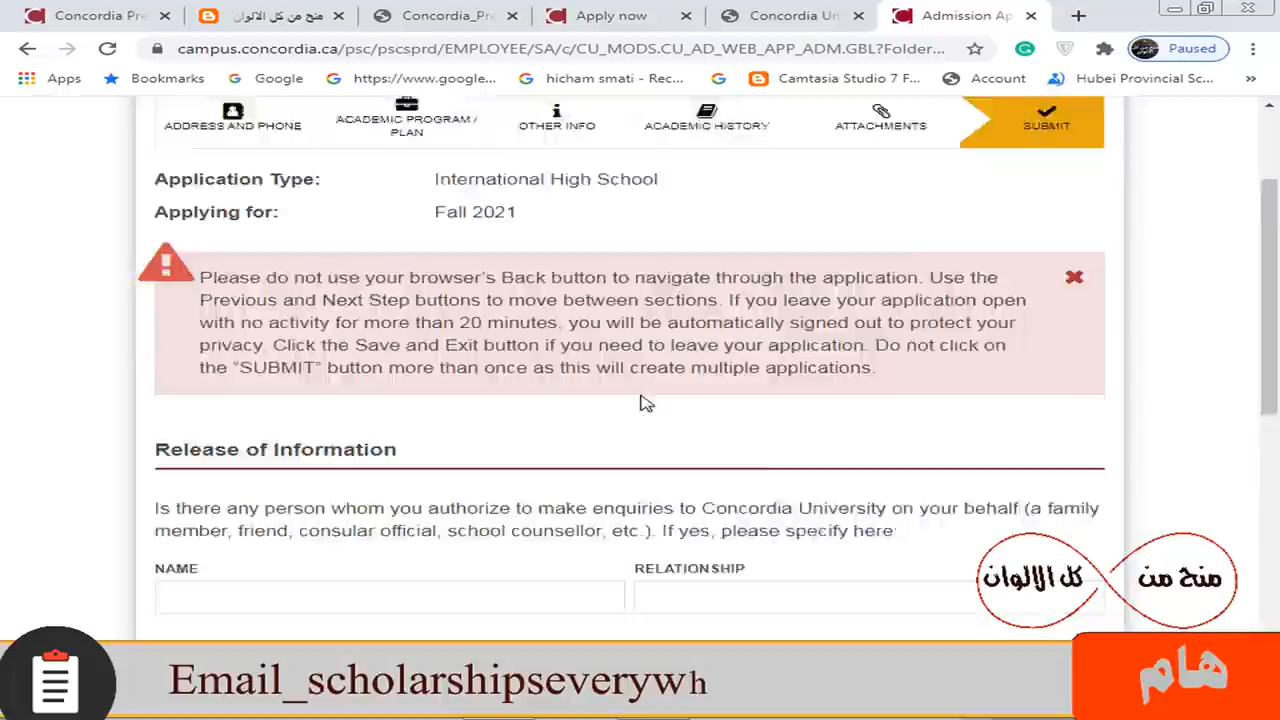 Concordia Pre
منح من كل الالوان
Concordia_Pre
Apply now
Concordia Un
Admission Ap
campus.concordia.ca/psc/pscsprd/EMPLOYEE/SA/c/CU_MODS.CU_AD_WEB_APP_ADM.GBL?Folder...
Paused
Apps
Bookmarks
Google
https://www.google...
hicham smati - Rec...
Camtasia Studio 7 F...
Account
Hubei Provincial Sc...
»
ADDRESS AND PHONE
ACADEMIC PROGRAM /
PLAN
OTHER INFO
ACADEMIC HISTORY
ATTACHMENTS
SUBMIT
Application Type: International High School
Applying for: Fall 2021
Please do not use your browser's Back button to navigate through the application. Use the
Previous and Next Step buttons to move between sections. If you leave your application open
with no activity for more than 20 minutes, you will be automatically signed out to protect your
privacy. Click the Save and Exit button if you need to leave your application. Do not click on
the "SUBMIT" button more than once as this will create multiple applications.
Release of Information
Is there any person whom you authorize to make enquiries to Concordia University on your behalf (a family
member, friend, consular official, school counsellor, etc.). If yes, please specify here:
NAME
RELATIONSHIP
منح من كل الالوان
Email_scholarshipseverywh
هام